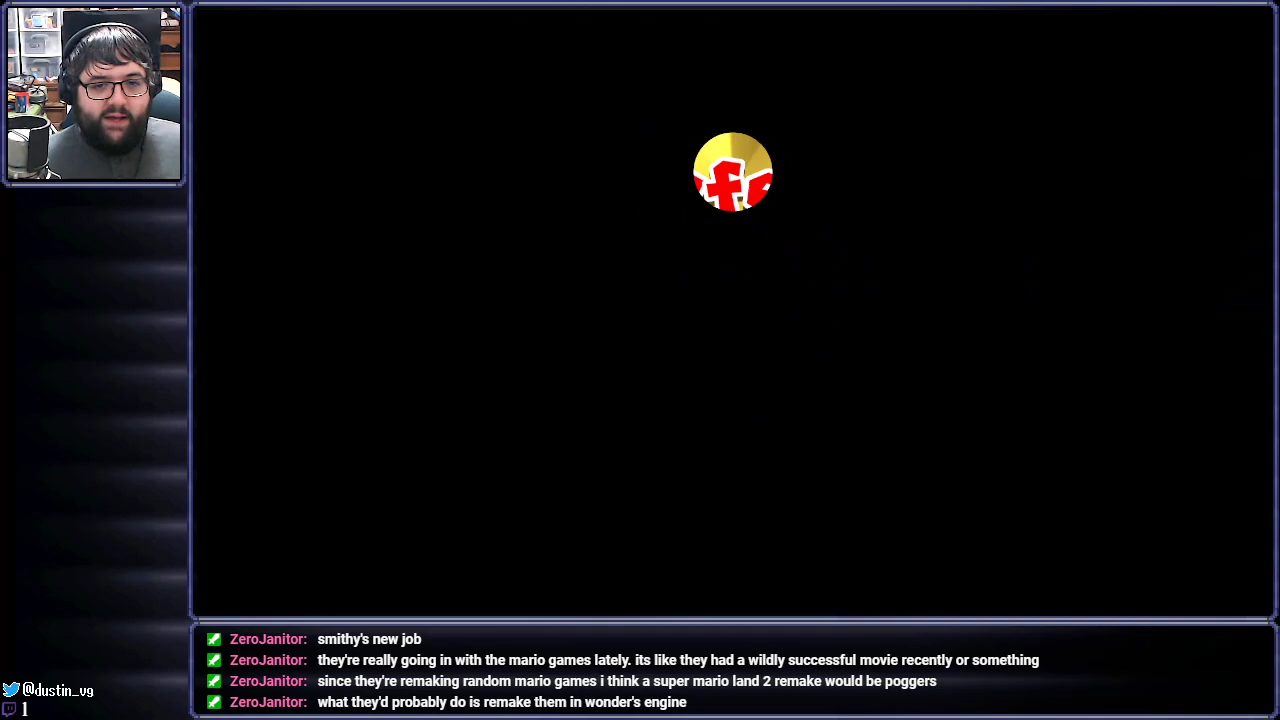 f
ZeroJanitor: smithy's new job
ZeroJanitor: they're really going in with the mario games lately. its like they had a wildly successful movie recently or something
ZeroJanitor: since they're remaking random mario games i think a super mario land 2 remake would be poggers
ZeroJanitor: what they'd probably do is remake them in wonder's engine
@dustin_vg
1